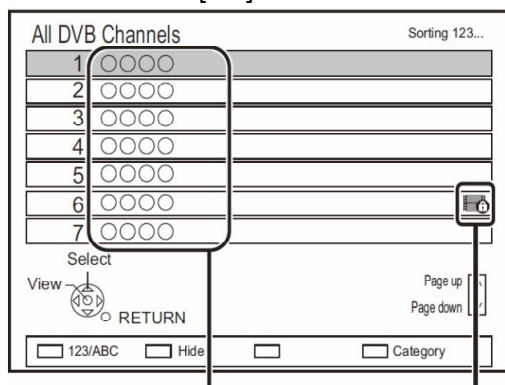 All DVB Channels Sorting 123...
1 ○○○○
2 ○○○○
3 ○○○○
4 ○○○○
5 ○○○○
6 ○○○○
7 ○○○○
Select
View
RETURN
Page up
Page down
123/ABC Hide Category